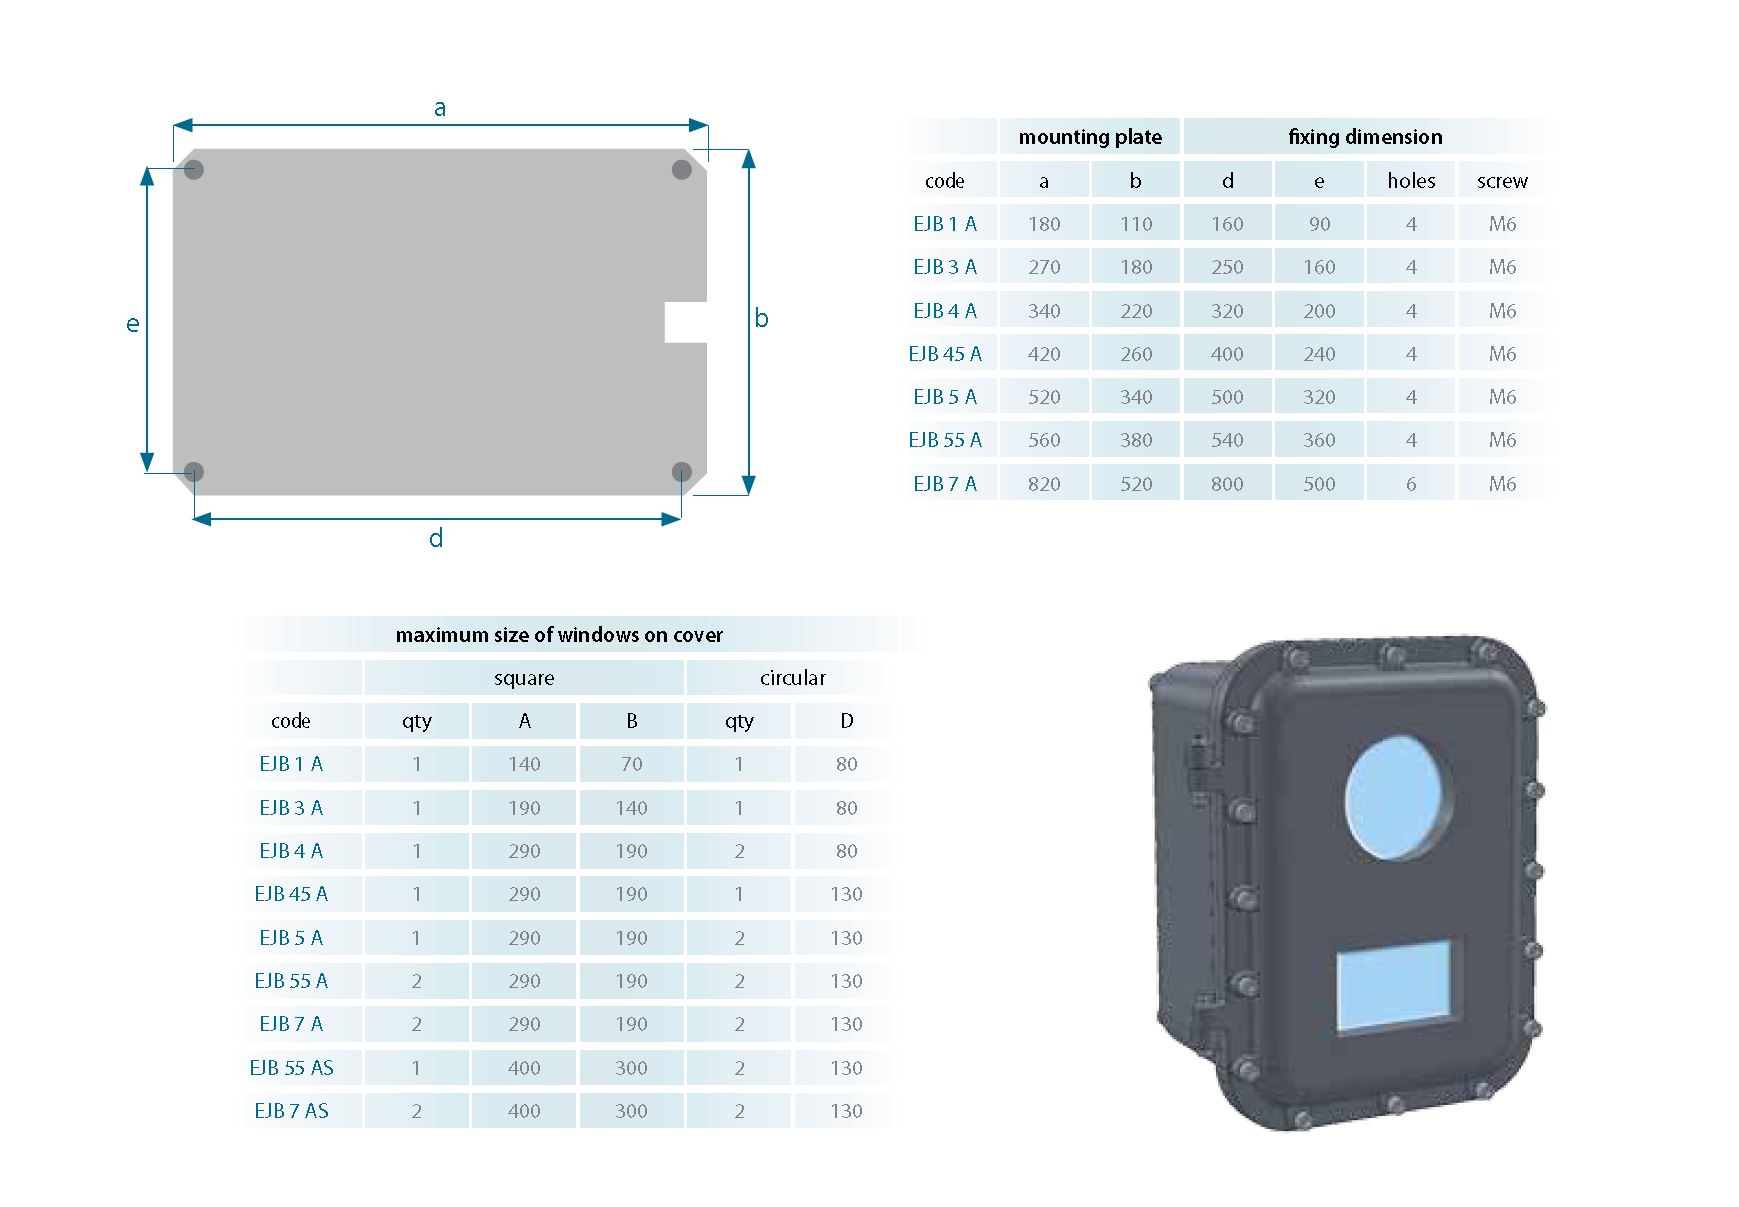 a
e
b
d
mounting plate fixing dimension
code a b d e holes screw
EJB 1 A 180 110 160 90 4 M6
EJB 3 A 270 180 250 160 4 M6
EJB 4 A 340 220 320 200 4 M6
EJB 45 A 420 260 400 240 4 M6
EJB 5 A 520 340 500 320 4 M6
EJB 55 A 560 380 540 360 4 M6
EJB 7 A 820 520 800 500 6 M6
maximum size of windows on cover
square circular
code qty A B qty D
EJB 1 A 1 140 70 1 80
EJB 3 A 1 190 140 1 80
EJB 4 A 1 290 190 2 80
EJB 45 A 1 290 190 1 130
EJB 5 A 1 290 190 2 130
EJB 55 A 2 290 190 2 130
EJB 7 A 2 290 190 2 130
EJB 55 AS 1 400 300 2 130
EJB 7 AS 2 400 300 2 130